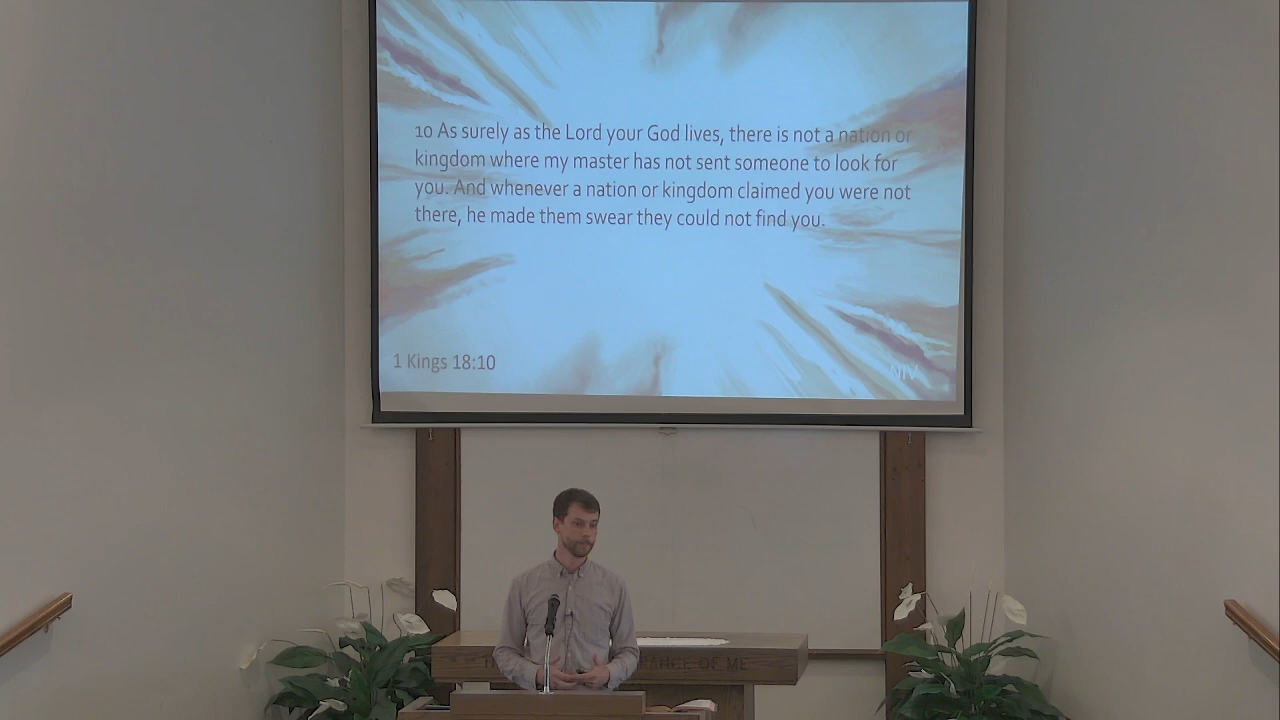 10 As surely as the Lord your God lives, there is not a nation or
kingdom where my master has not sent someone to look for
you. And whenever a nation or kingdom claimed you were not
there, he made them swear they could not find you.
1 Kings 18:10
NIV
OF ME